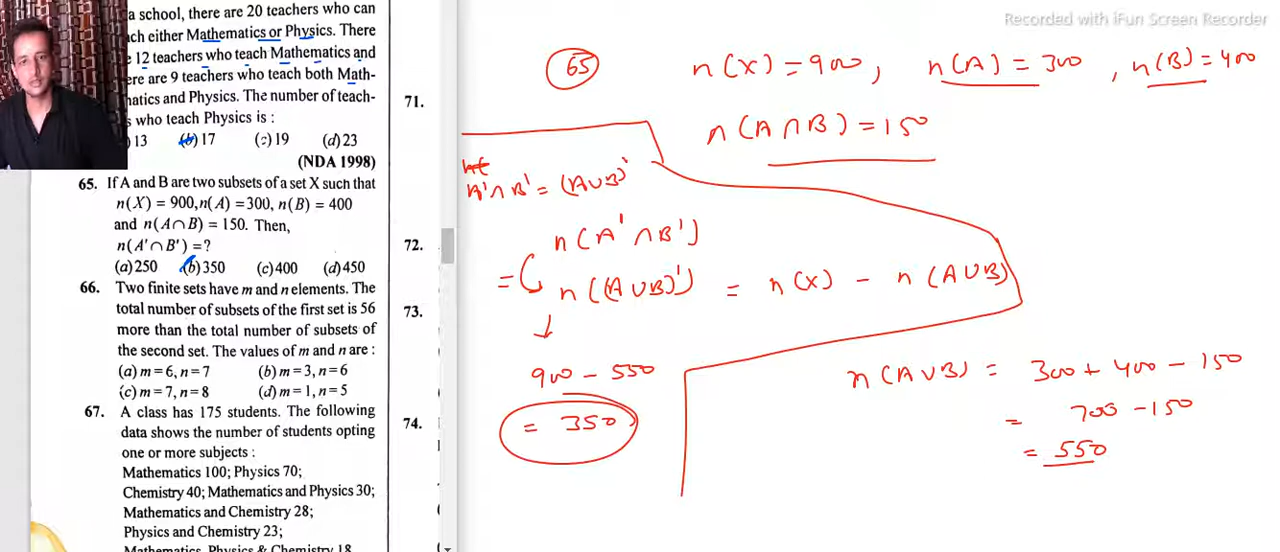 a school, there are 20 teachers who can
ch either Mathematics or Physics. There
12 teachers who teach Mathematics and
ere are 9 teachers who teach both Math-
natics and Physics. The number of teach-
who teach Physics is :
13 (b) 17 (c) 19 (d) 23
(NDA 1998)
65. If A and B are two subsets of a set X such that
n(X) = 900, n(A) = 300, n(B) = 400
and n(A∩B) = 150. Then,
n(A'∩B') = ?
(a) 250 (b) 350 (c) 400 (d) 450
66. Two finite sets have m and n elements. The
total number of subsets of the first set is 56
more than the total number of subsets of
the second set. The values of m and n are :
(a) m = 6, n = 7 (b) m = 3, n = 6
(c) m = 7, n = 8 (d) m = 1, n = 5
67. A class has 175 students. The following
data shows the number of students opting
one or more subjects :
Mathematics 100; Physics 70;
Chemistry 40; Mathematics and Physics 30;
Mathematics and Chemistry 28;
Physics and Chemistry 23;
Mathematics, Physics & Chemistry 18
71.
72.
73.
74.
Recorded with iFun Screen Recorder
65 n(X) = 900, n(A) = 300, n(B) = 400
n(A∩B) = 150
A'∩B' = (A∪B)'
n(A'∩B')
= n((A∪B)') = n(X) - n(A∪B)
900 - 550
= 350
n(A∪B) = 300 + 400 - 150
= 700 - 150
= 550